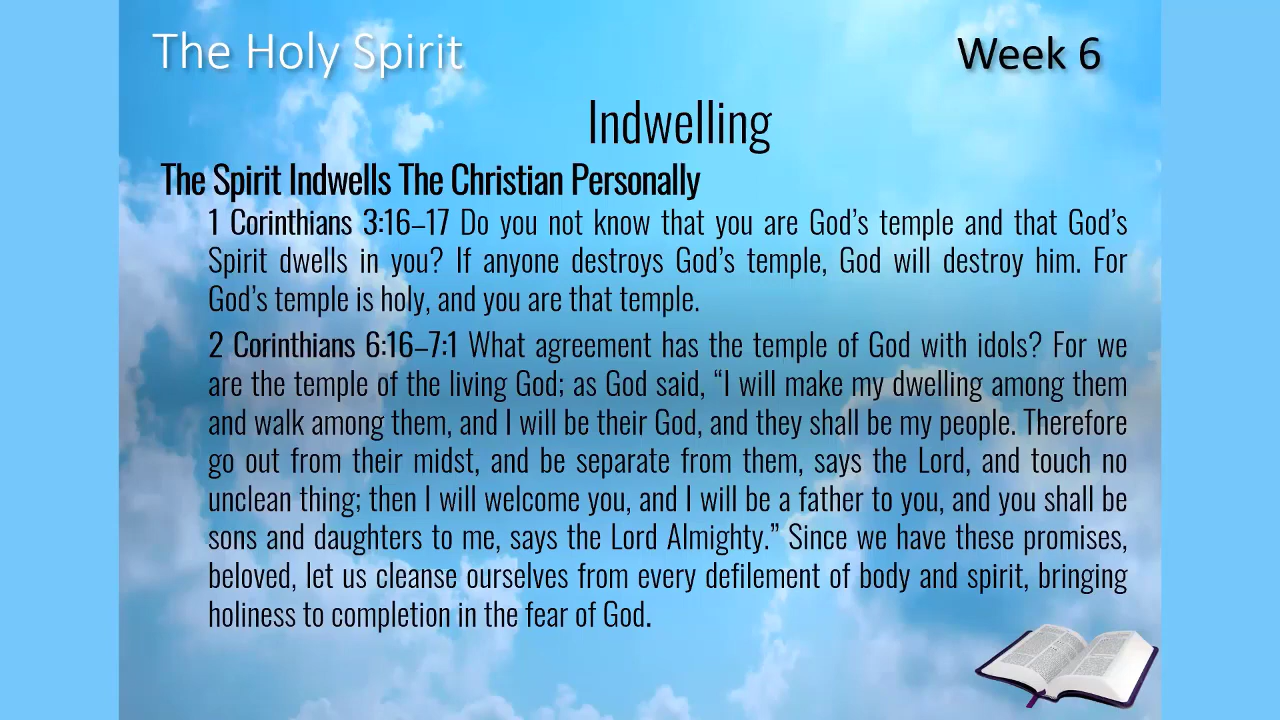 The Holy Spirit
Week 6
Indwelling
The Spirit Indwells The Christian Personally
1 Corinthians 3:16–17 Do you not know that you are God’s temple and that God’s
Spirit dwells in you? If anyone destroys God’s temple, God will destroy him. For
God’s temple is holy, and you are that temple.
2 Corinthians 6:16–7:1 What agreement has the temple of God with idols? For we
are the temple of the living God; as God said, “I will make my dwelling among them
and walk among them, and I will be their God, and they shall be my people. Therefore
go out from their midst, and be separate from them, says the Lord, and touch no
unclean thing; then I will welcome you, and I will be a father to you, and you shall be
sons and daughters to me, says the Lord Almighty.” Since we have these promises,
beloved, let us cleanse ourselves from every defilement of body and spirit, bringing
holiness to completion in the fear of God.